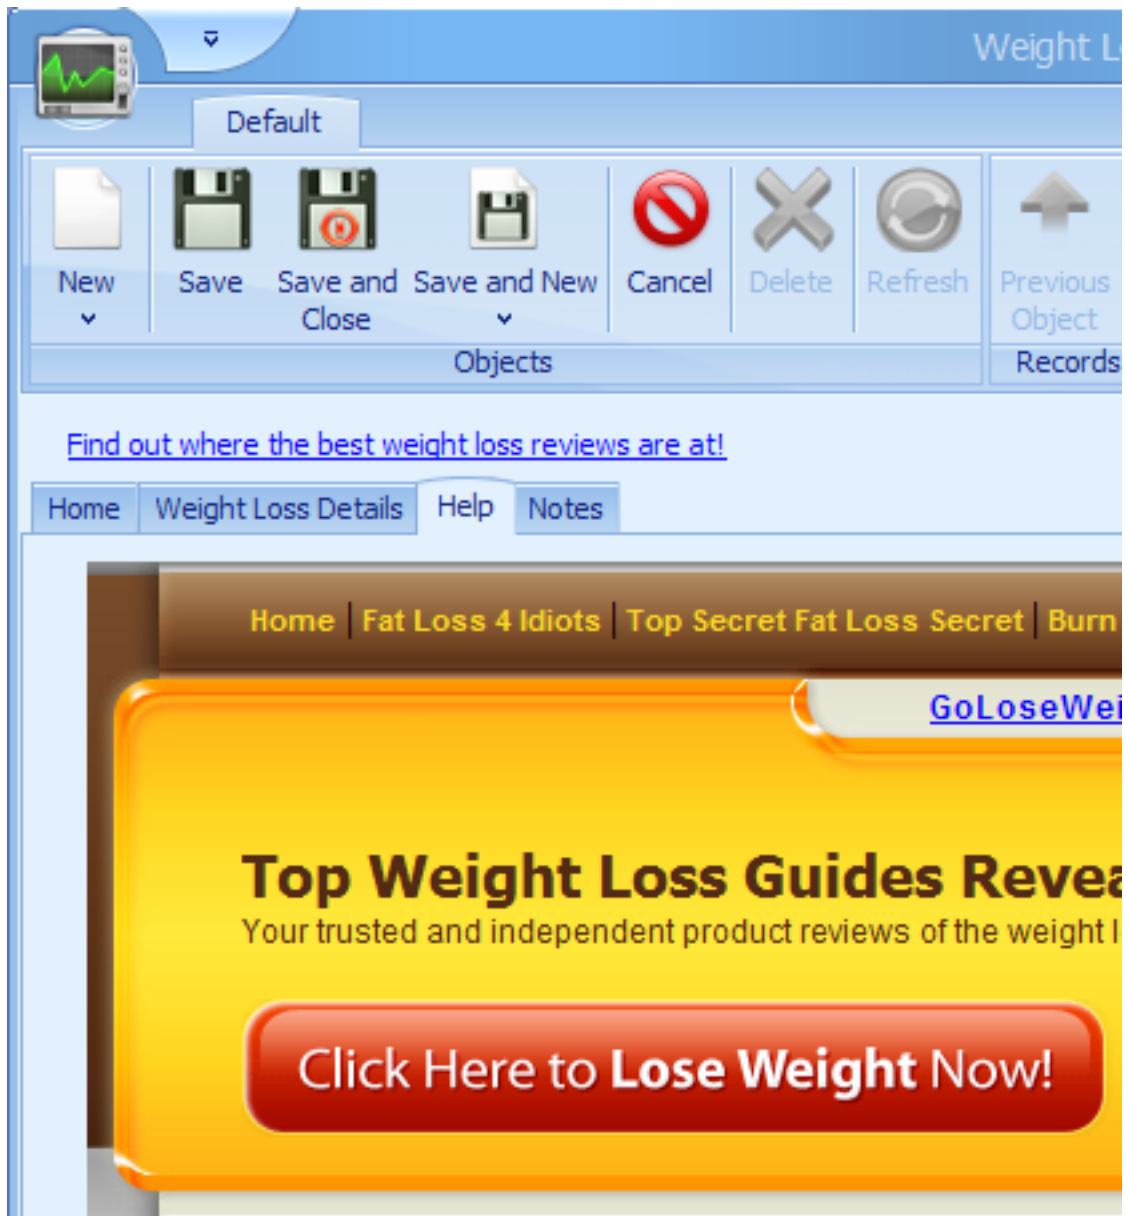 Weight L
Default
New
Save
Save and Close
Save and New
Cancel
Delete
Refresh
Previous Object
Objects
Records
Find out where the best weight loss reviews are at!
Home Weight Loss Details Help Notes
Home | Fat Loss 4 Idiots | Top Secret Fat Loss Secret | Burn
GoLoseWei
Top Weight Loss Guides Revea
Your trusted and independent product reviews of the weight l
Click Here to Lose Weight Now!